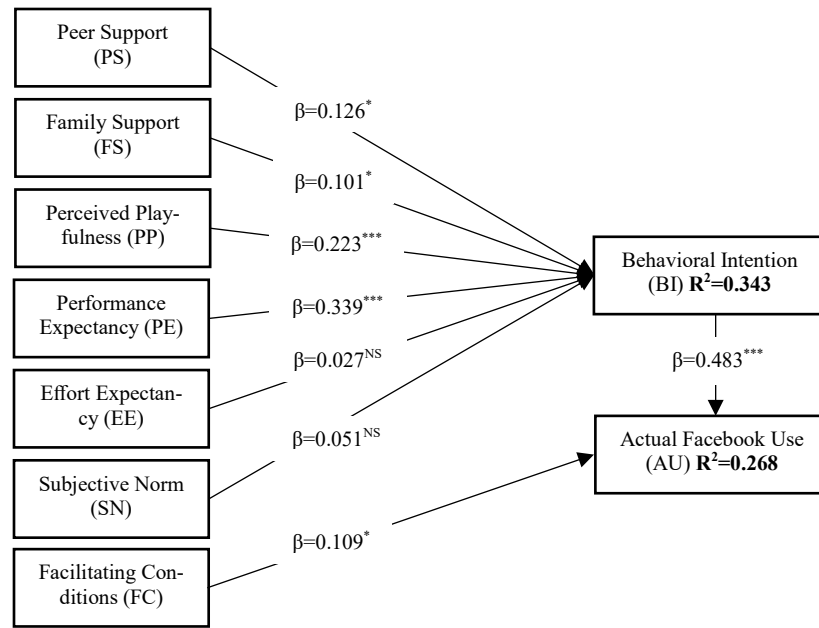 Peer Support
(PS)
β=0.126*
Family Support
(FS)
β=0.101*
Perceived Play-
fulness (PP)
β=0.223***
Performance
Expectancy (PE)
β=0.339***
Effort Expectan-
cy (EE)
β=0.027NS
Subjective Norm
(SN)
β=0.051NS
Facilitating Con-
ditions (FC)
β=0.109*
Behavioral Intention
(BI) R²=0.343
β=0.483***
Actual Facebook Use
(AU) R²=0.268